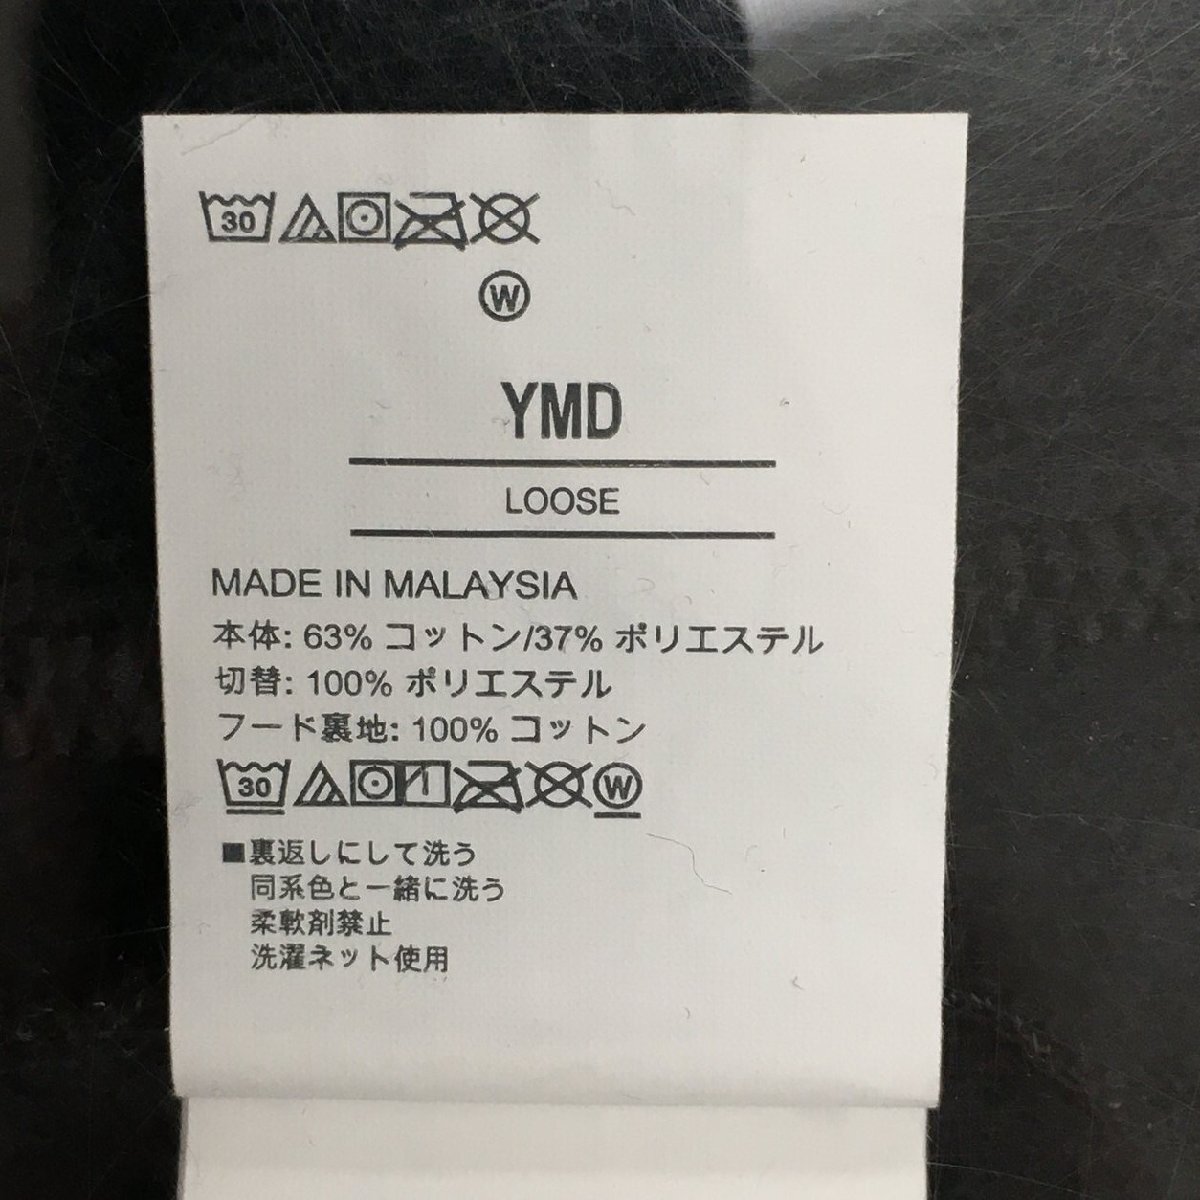 30
W
YMD
LOOSE
MADE IN MALAYSIA
本体: 63% コットン/37% ポリエステル
切替: 100% ポリエステル
フード裏地: 100% コットン
30 W
■裏返しにして洗う
同系色と一緒に洗う
柔軟剤禁止
洗濯ネット使用